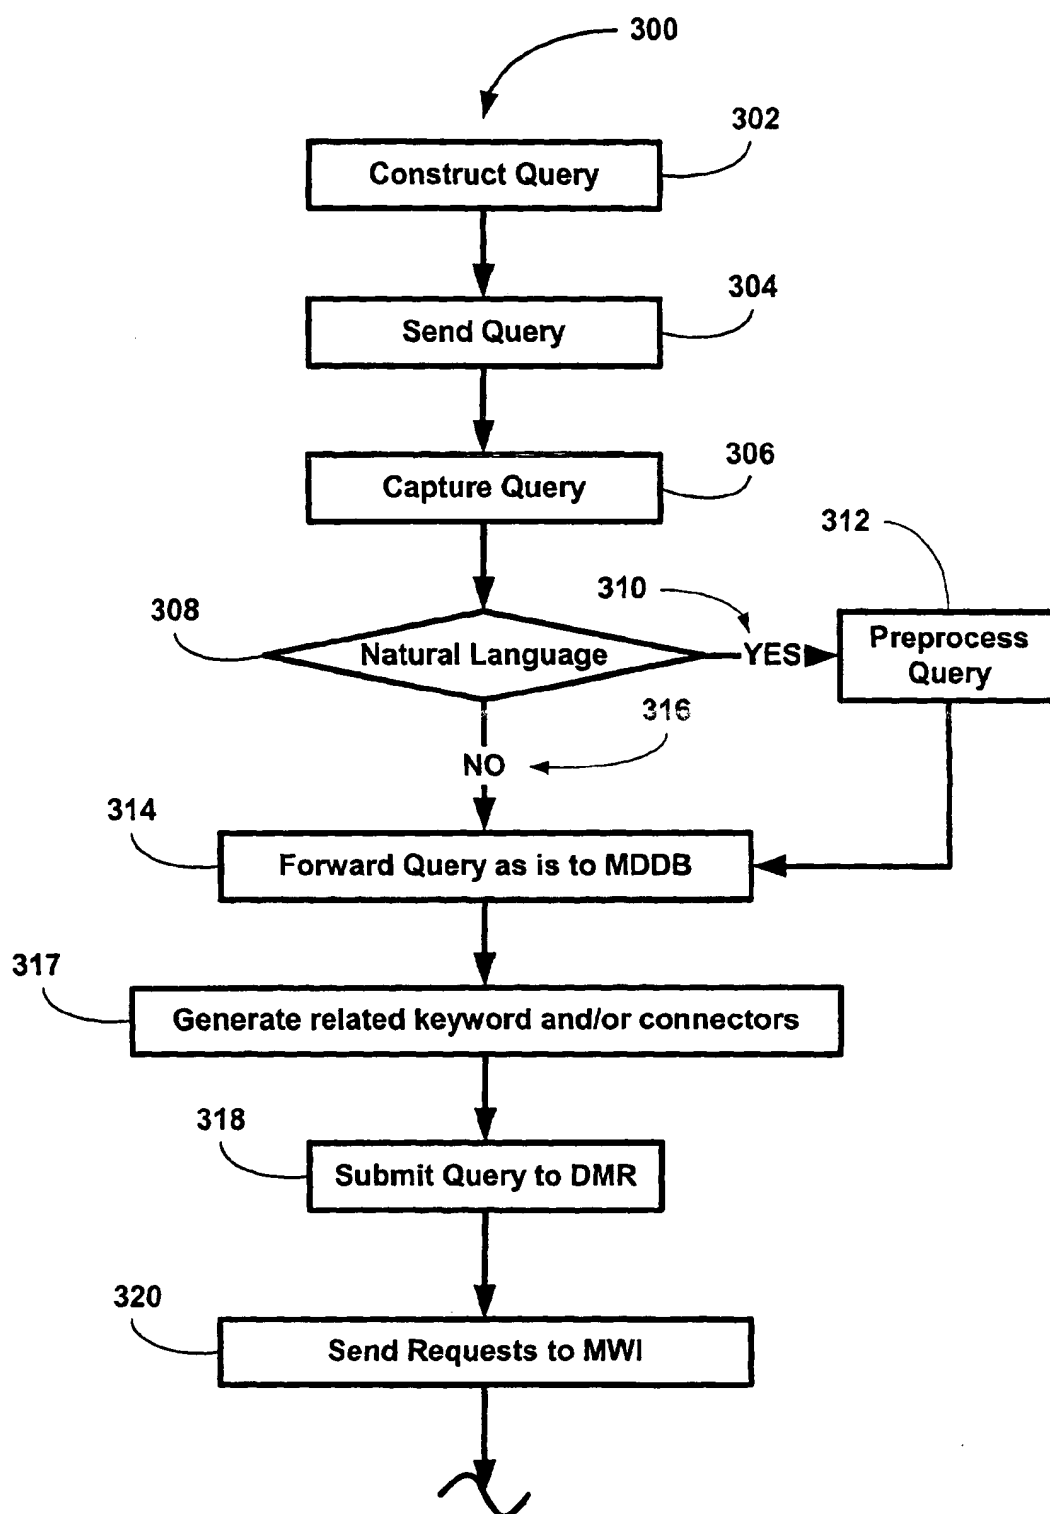 300
302
Construct Query
304
Send Query
306
Capture Query
312
310
308
Natural Language
YES
Preprocess
Query
316
NO
314
Forward Query as is to MDDB
317
Generate related keyword and/or connectors
318
Submit Query to DMR
320
Send Requests to MWI